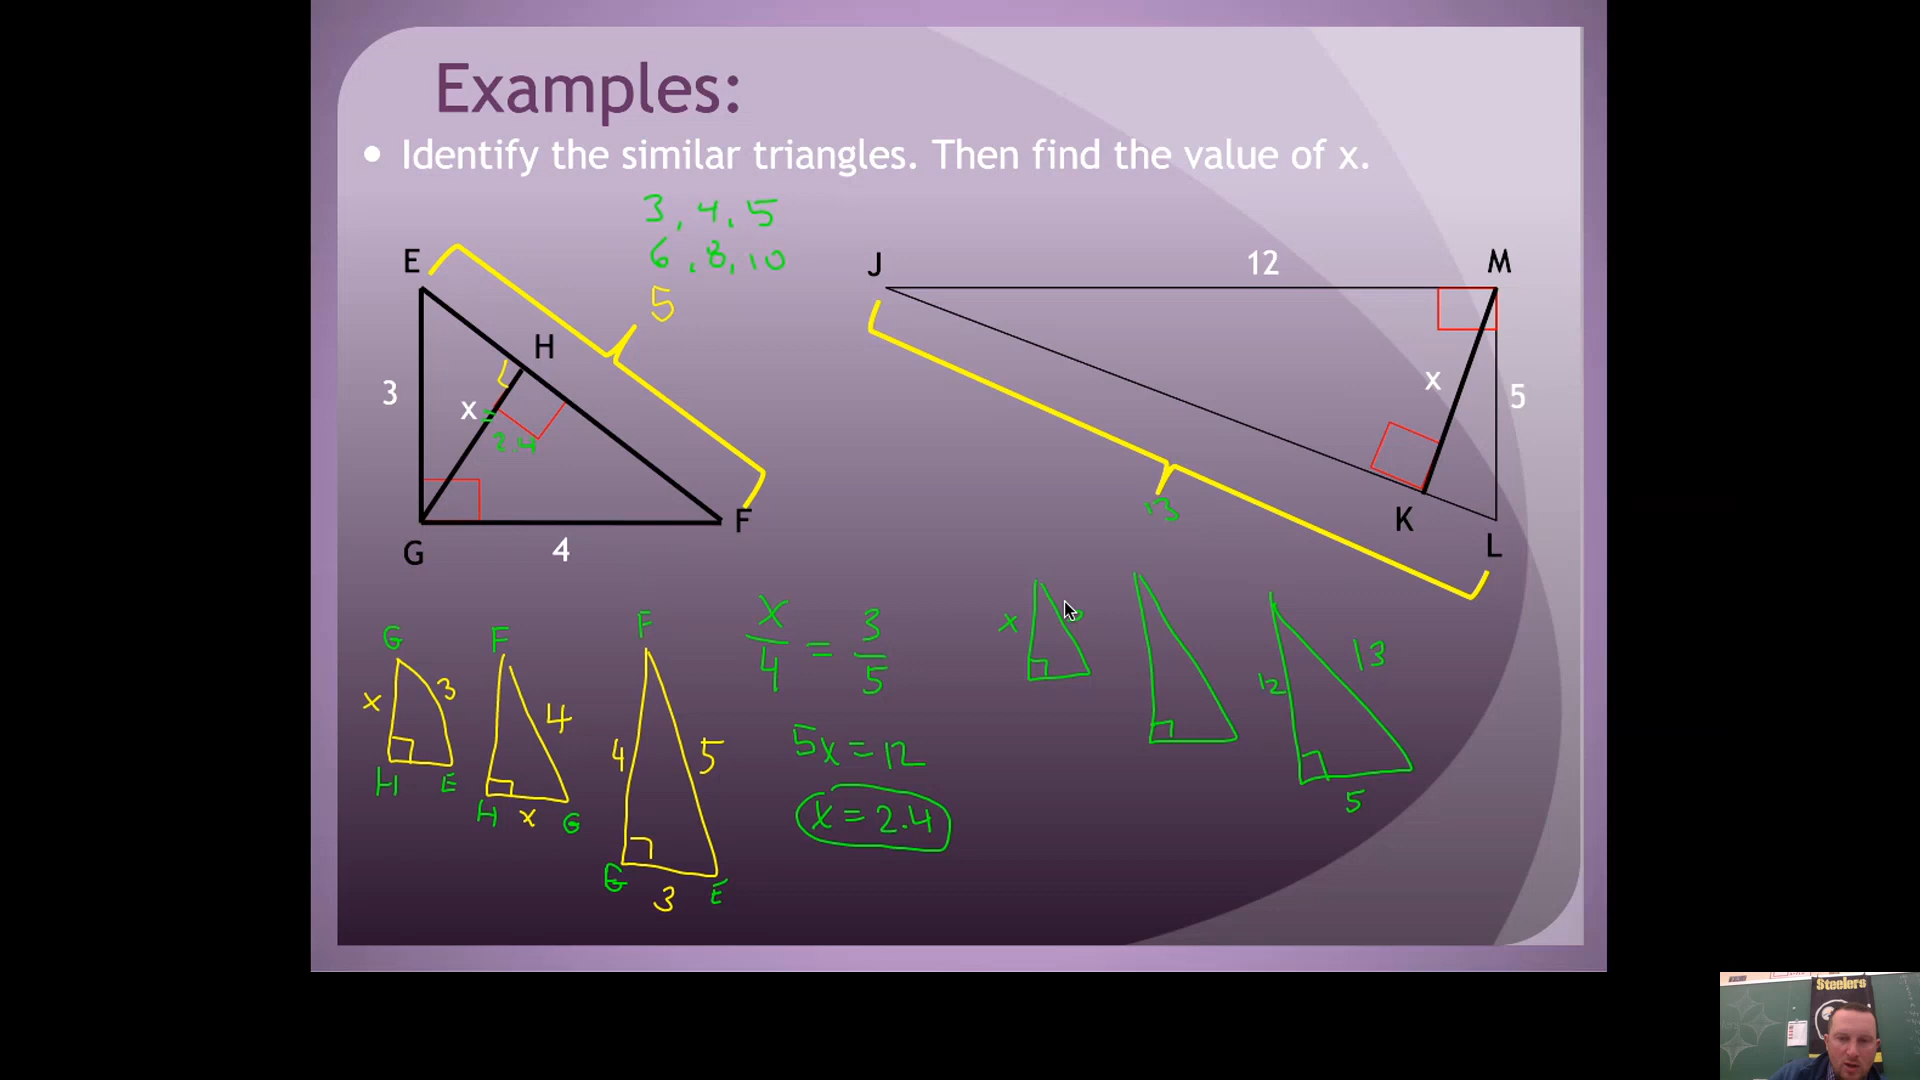 Examples:
• Identify the similar triangles. Then find the value of x.
3, 4, 5
6, 8, 10
5
E
H
3
x = 2.4
G
4
F
J
12
M
x
5
13
K
L
G
x
3
H
E
F
4
H
x
G
F
4
5
G
3
E
x/4 = 3/5
5x = 12
x = 2.4
x
12
13
5
Steelers